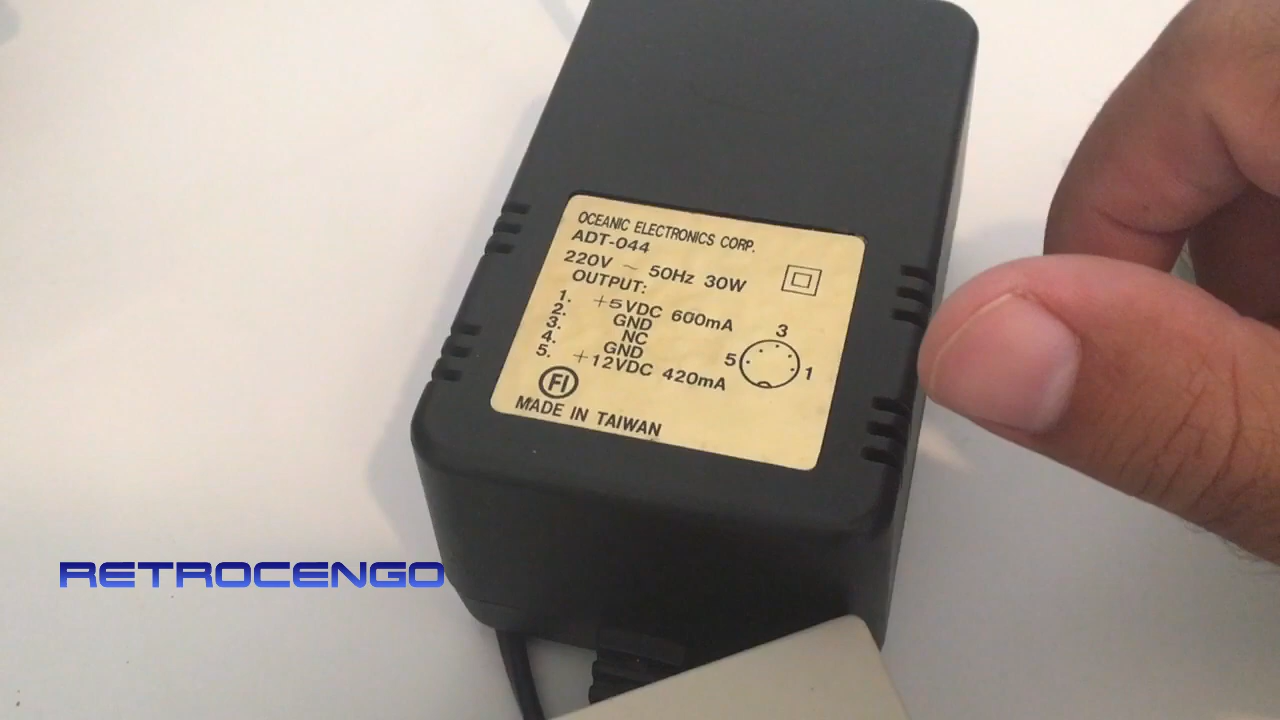 OCEANIC ELECTRONICS CORP.
ADT-044
220V ~ 50Hz 30W
OUTPUT:
1. +5VDC 600mA
2. GND
3. NC
4. GND
5. +12VDC 420mA
3
5
1
FI
MADE IN TAIWAN
RETROCENGO